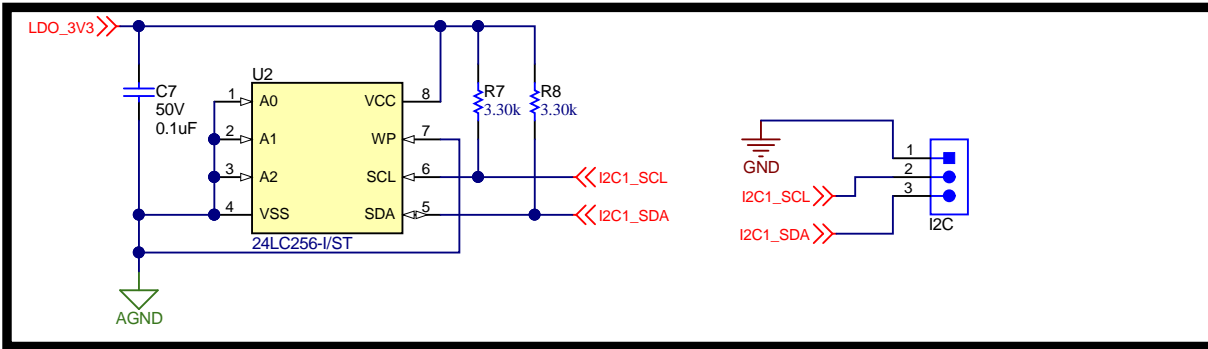 LDO_3V3
C7
50V
0.1uF
U2
1 A0 VCC 8
2 A1 WP 7
3 A2 SCL 6
4 VSS SDA 5
24LC256-I/ST
R7
3.30k
R8
3.30k
I2C1_SCL
I2C1_SDA
AGND
GND
I2C1_SCL
I2C1_SDA
1
2
3
I2C